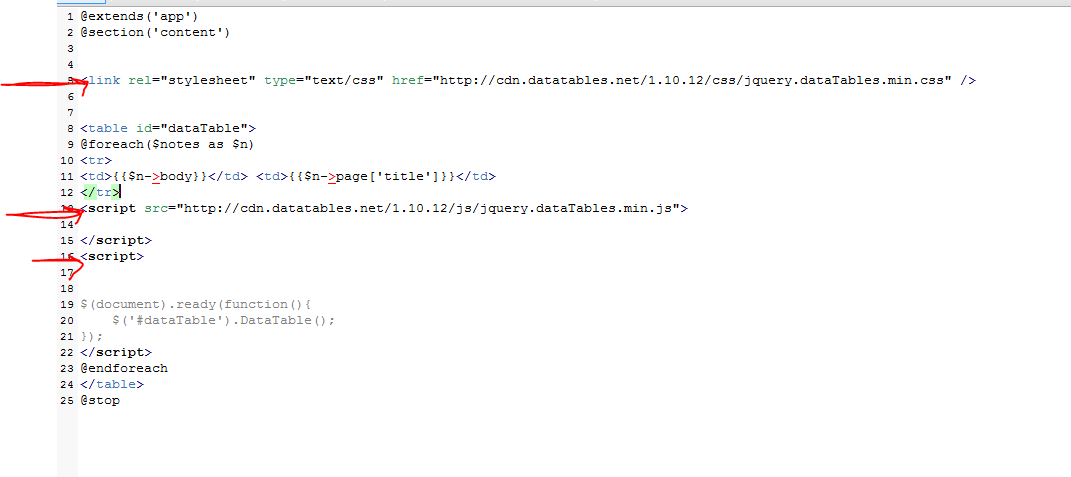 1 @extends('app')
2 @section('content')
3
4
5 <link rel="stylesheet" type="text/css" href="http://cdn.datatables.net/1.10.12/css/jquery.dataTables.min.css" />
6
7
8 <table id="dataTable">
9 @foreach($notes as $n)
10 <tr>
11 <td>{{$n->body}}</td> <td>{{$n->page['title']}}</td>
12 </tr>
13 <script src="http://cdn.datatables.net/1.10.12/js/jquery.dataTables.min.js">
14
15 </script>
16 <script>
17
18
19 $(document).ready(function(){
20     $('#dataTable').DataTable();
21 });
22 </script>
23 @endforeach
24 </table>
25 @stop